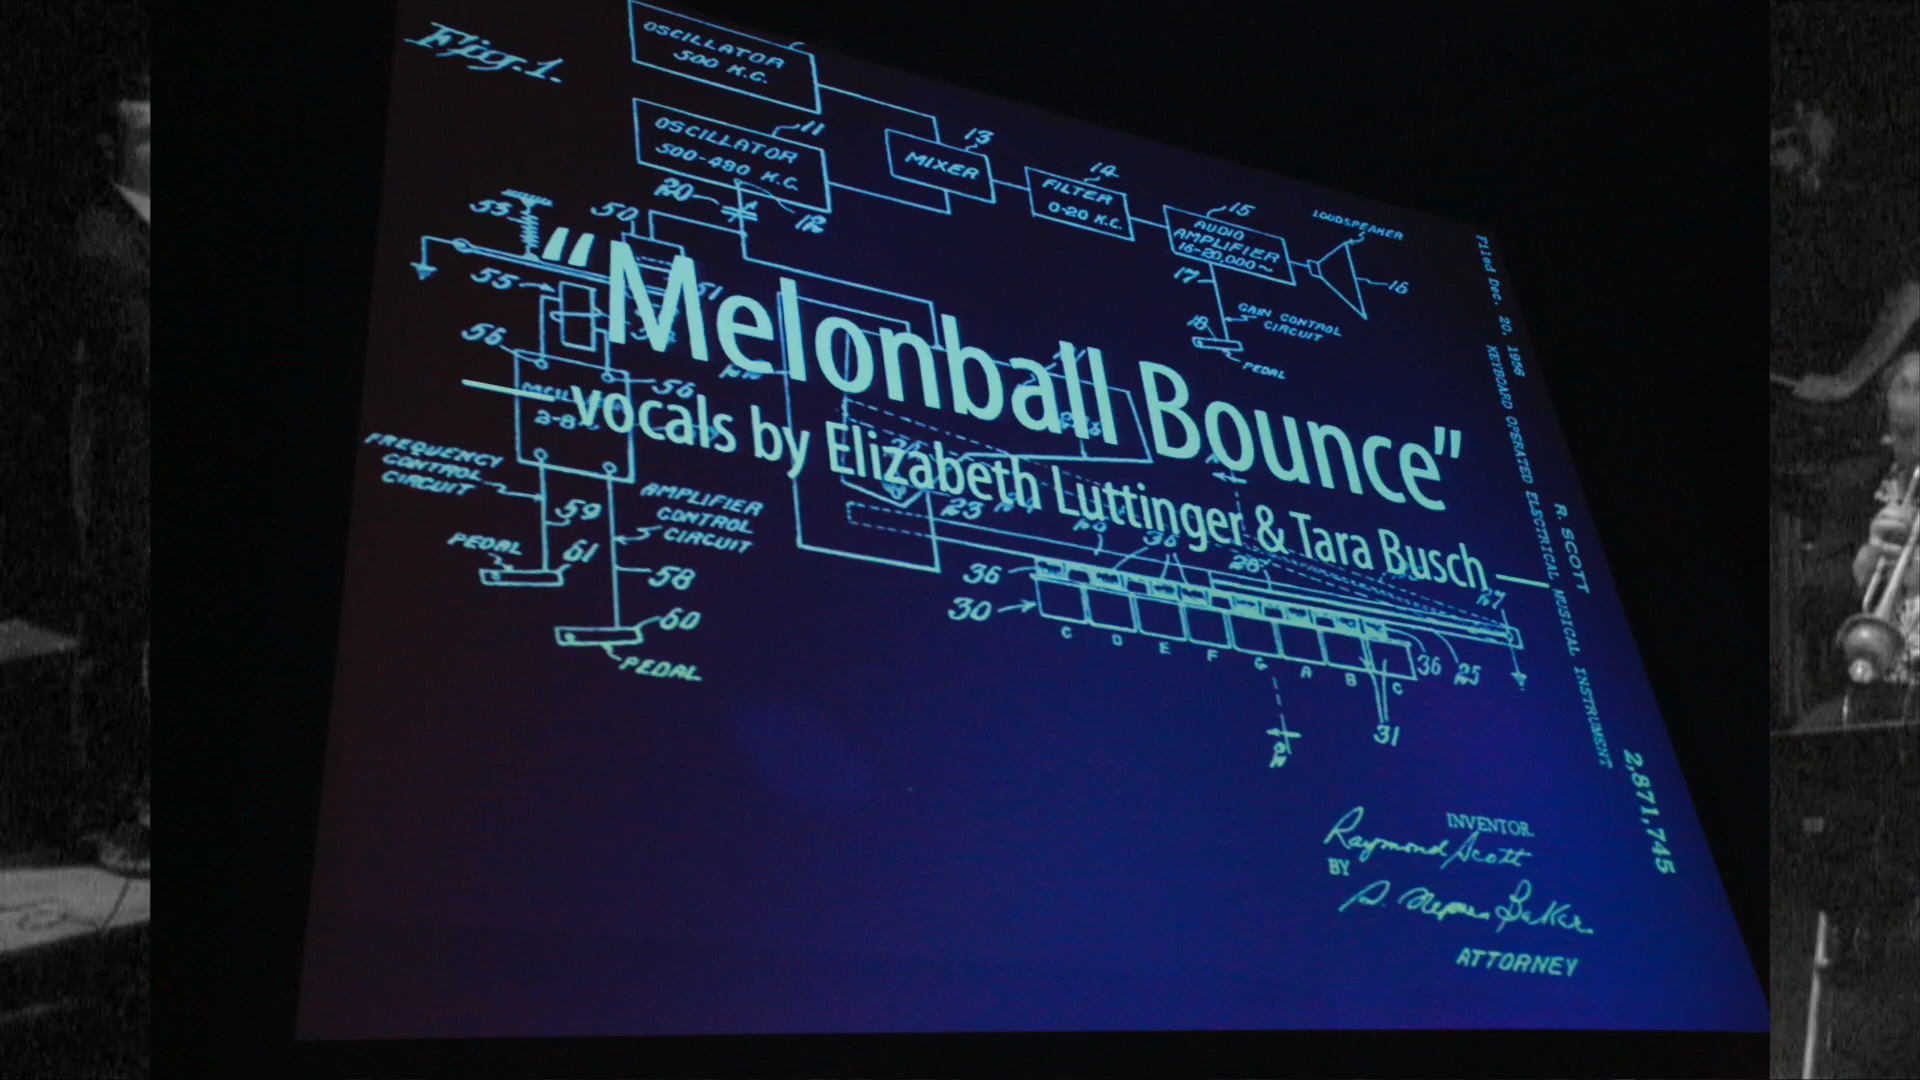 Fig.1.
OSCILLATOR
500 K.C.
OSCILLATOR
500-480 K.C.
11
12
MIXER
13
FILTER
0-20 K.C.
14
AUDIO
AMPLIFIER
16-20,000~
15
LOUDSPEAKER
16
17
GAIN CONTROL
CIRCUIT
18
PEDAL
20
53
50
51
55
56
56
"Melonball Bounce"
— vocals by Elizabeth Luttinger & Tara Busch —
FREQUENCY
CONTROL
CIRCUIT
59
PEDAL
61
AMPLIFIER
CONTROL
CIRCUIT
58
60
PEDAL
23
36
36
30
28
27
C D E F G A B C
36
25
31
Filed Dec. 20, 1956
KEYBOARD OPERATED ELECTRICAL MUSICAL INSTRUMENT
R. SCOTT
2,871,745
INVENTOR.
Raymond Scott
BY
ATTORNEY